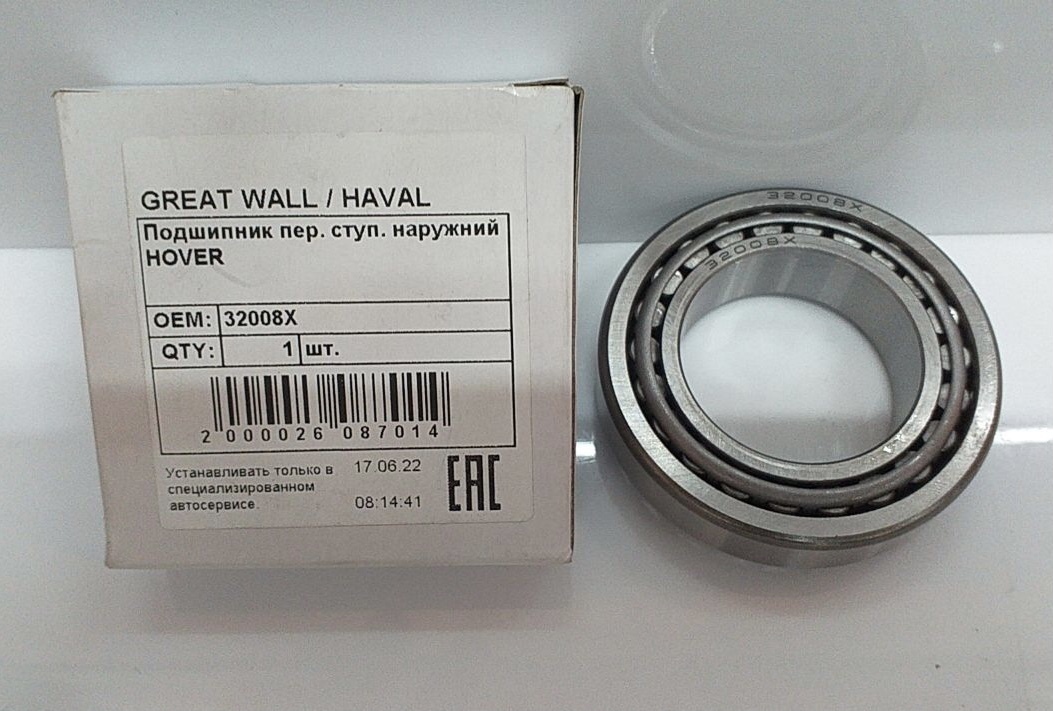 GREAT WALL / HAVAL
Подшипник пер. ступ. наружний
HOVER
OEM: 32008X
QTY: 1 шт.
2 000026 087014
Устанавливать только в 17.06.22
специализированном
автосервисе. 08:14:41
EAC
32008X
32008X